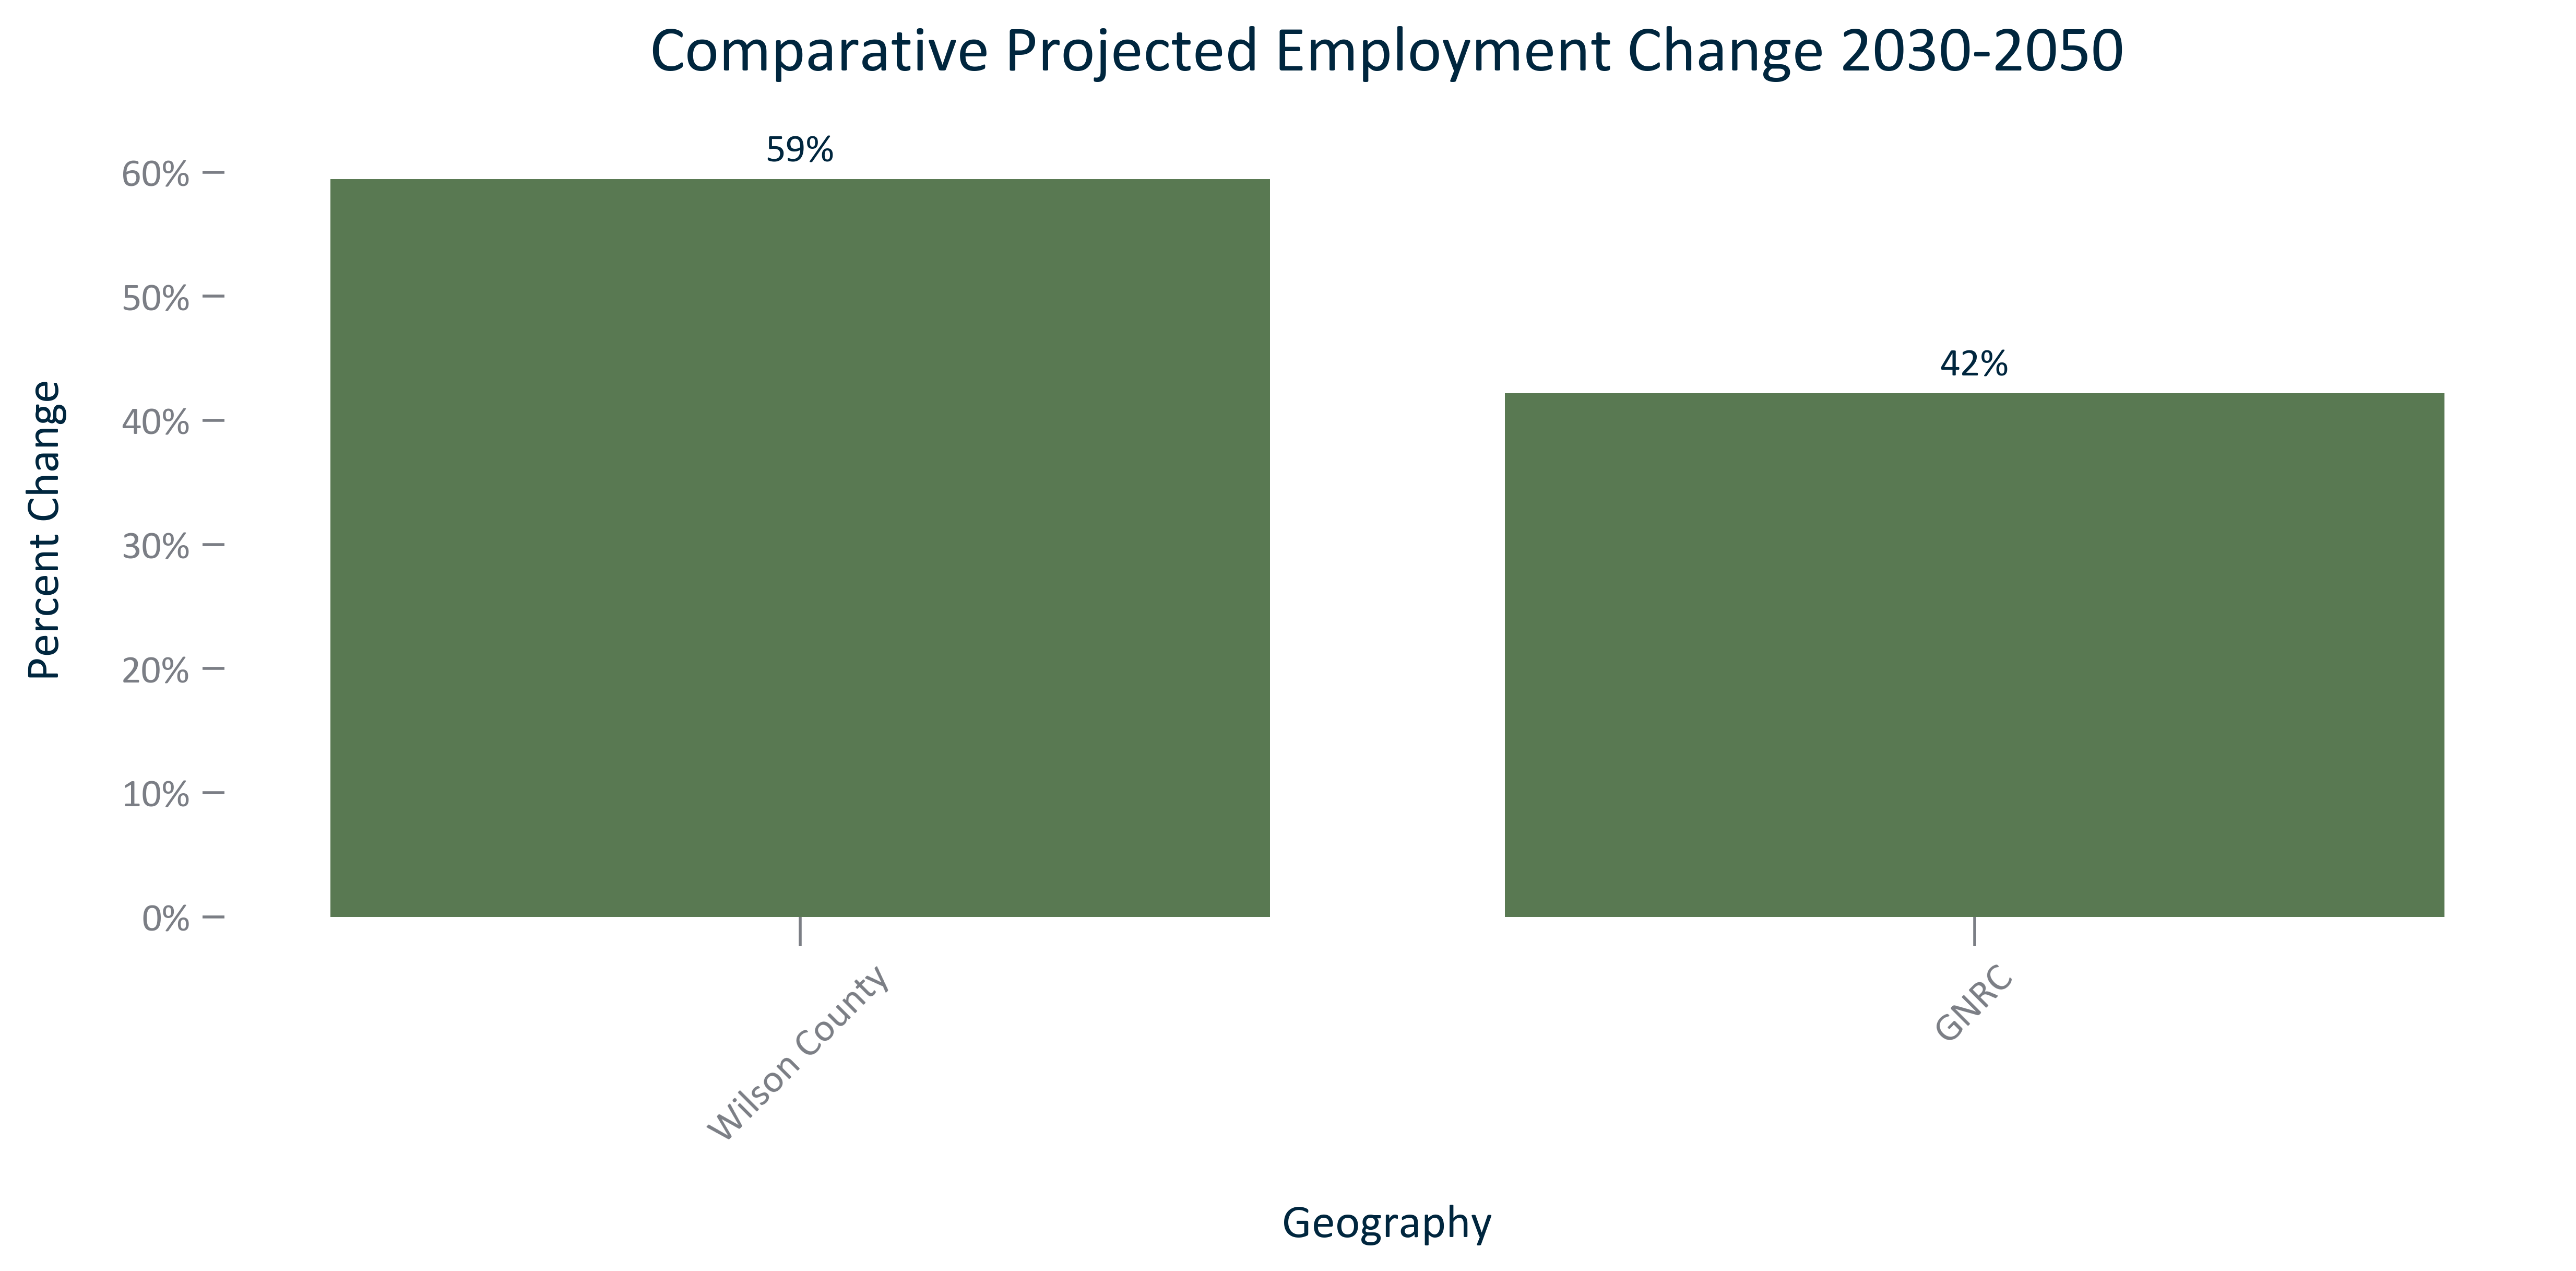 Comparative Projected Employment Change 2030-2050
59%
60%
50%
42%
40%
30%
20%
10%
0%
Percent Change
Wilson County
GNRC
Geography